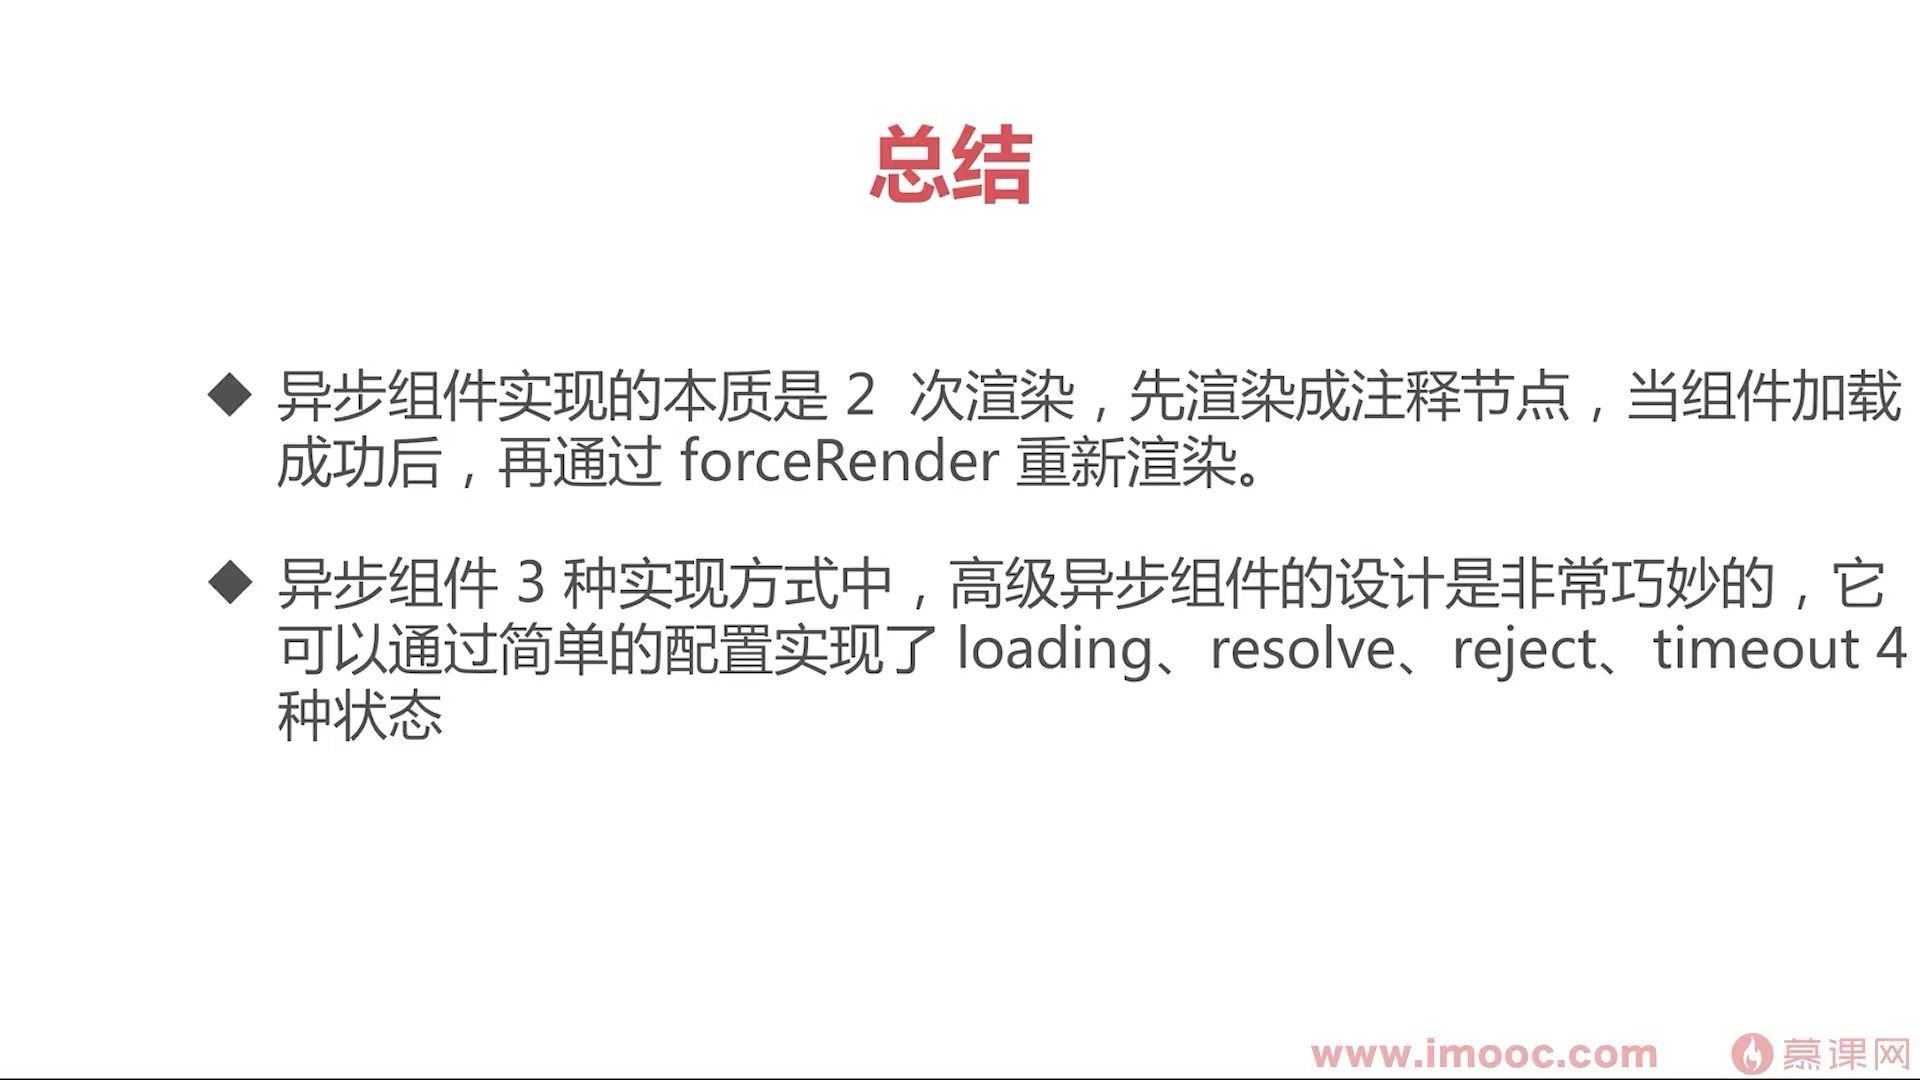 总结
◆ 异步组件实现的本质是 2 次渲染，先渲染成注释节点，当组件加载
成功后，再通过 forceRender 重新渲染。
◆ 异步组件 3 种实现方式中，高级异步组件的设计是非常巧妙的，它
可以通过简单的配置实现了 loading、resolve、reject、timeout 4
种状态
www.imooc.com 慕课网